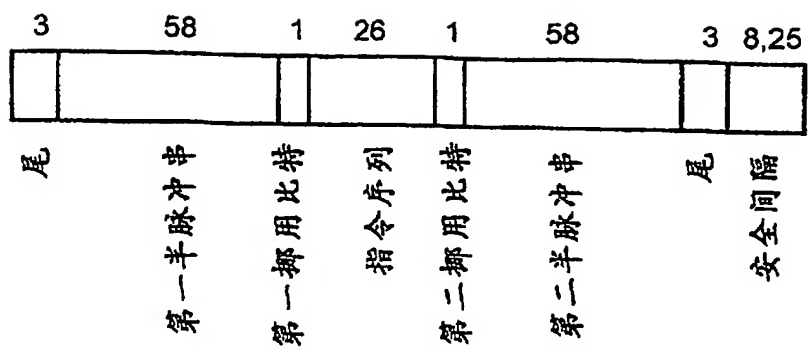 3 58 1 26 1 58 3 8,25
尾
第一半脉冲串
第一挪用比特
指令序列
第二挪用比特
第二半脉冲串
尾
安全间隔